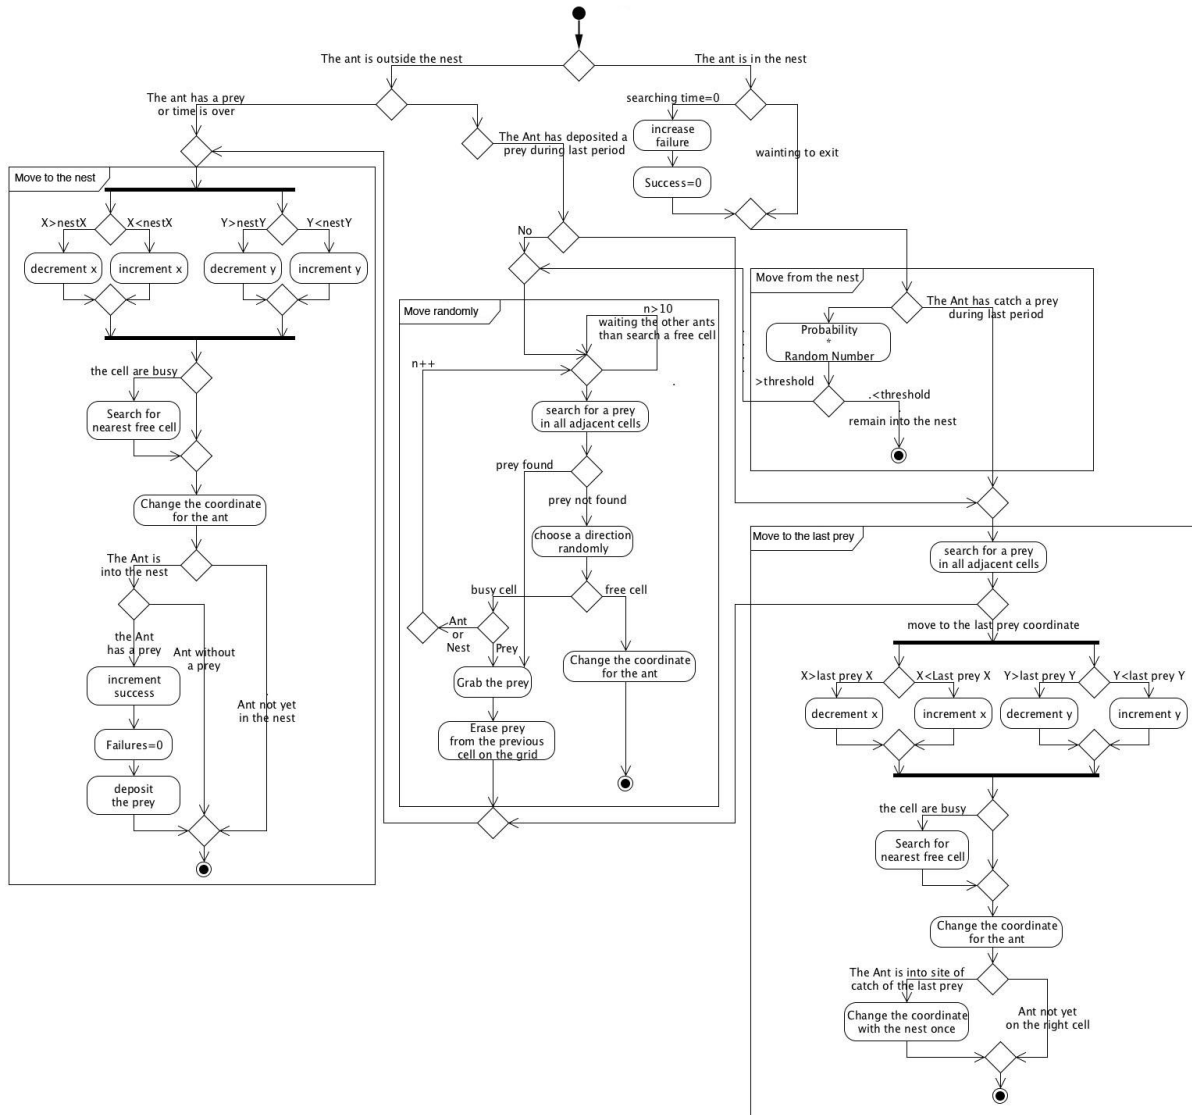 The ant is outside the nest
The ant is in the nest
The ant has a prey
or time is over
searching time=0
increase
failure
Success=0
wainting to exit
The Ant has deposited a
prey during last period
No
Move to the nest
X>nestX
X<nestX
Y>nestY
Y<nestY
decrement x
increment x
decrement y
increment y
the cell are busy
Search for
nearest free cell
Change the coordinate
for the ant
The Ant is
into the nest
the Ant
has a prey
Ant without
a prey
Ant not yet
in the nest
increment
success
Failures=0
deposit
the prey
Move randomly
n>10
waiting the other ants
than search a free cell
n++
search for a prey
in all adjacent cells
prey found
prey not found
choose a direction
randomly
busy cell
free cell
Ant
or
Nest
Prey
Grab the prey
Change the coordinate
for the ant
Erase prey
from the previous
cell on the grid
Move from the nest
The Ant has catch a prey
during last period
Probability
*
Random Number
>threshold
.<threshold
remain into the nest
Move to the last prey
search for a prey
in all adjacent cells
move to the last prey coordinate
X>last prey X
X<Last prey X
Y>last prey Y
Y<last prey Y
decrement x
increment x
decrement y
increment y
the cell are busy
Search for
nearest free cell
Change the coordinate
for the ant
The Ant is into site of
catch of the last prey
Change the coordinate
with the nest once
Ant not yet
on the right cell